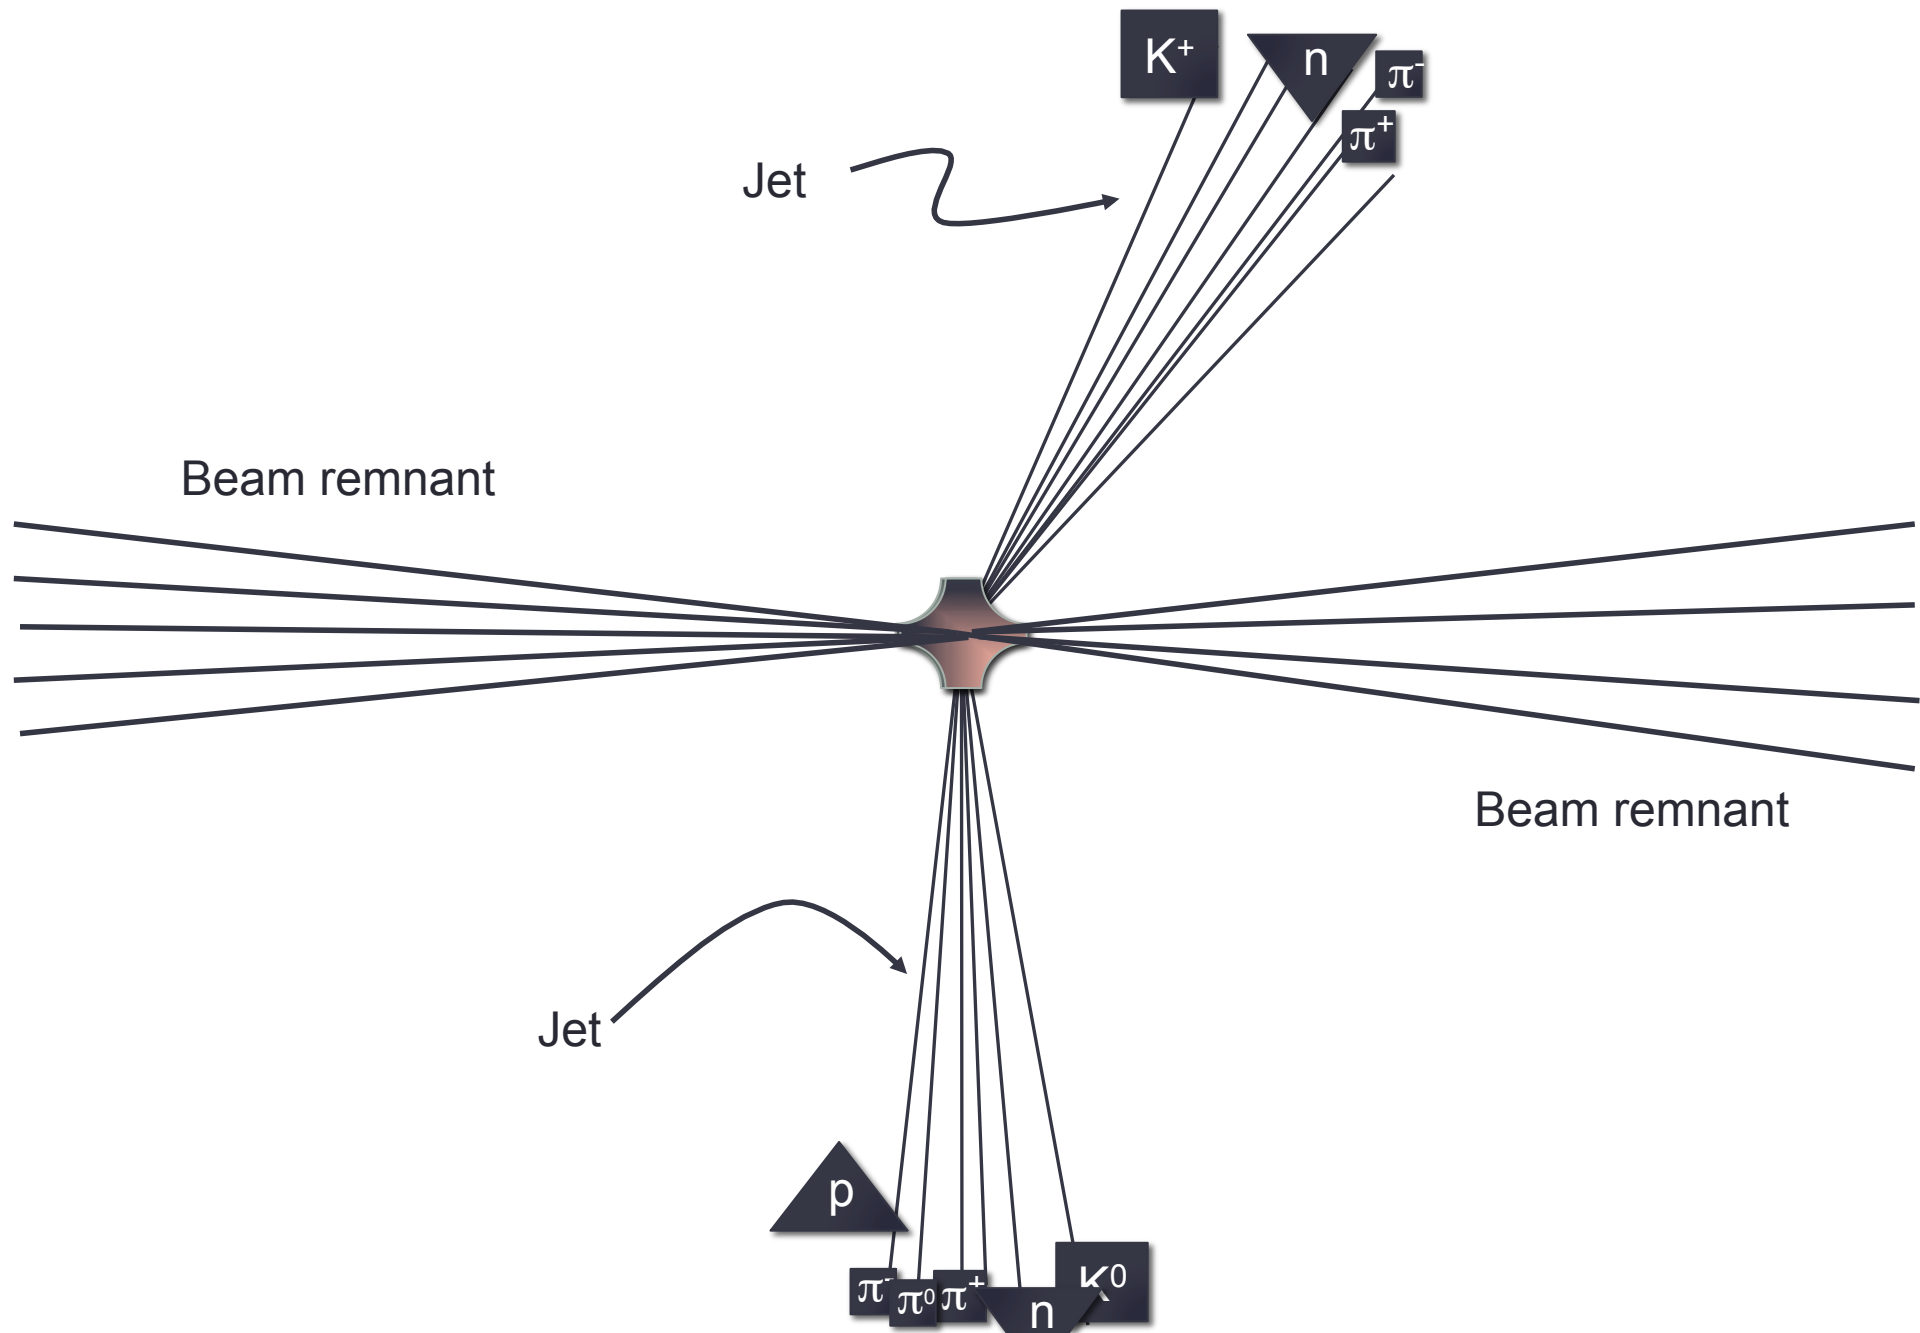 K⁺
n
π⁻
π⁺
Jet
Beam remnant
Beam remnant
Jet
p
K⁰
π⁻
π⁰
π⁺
n